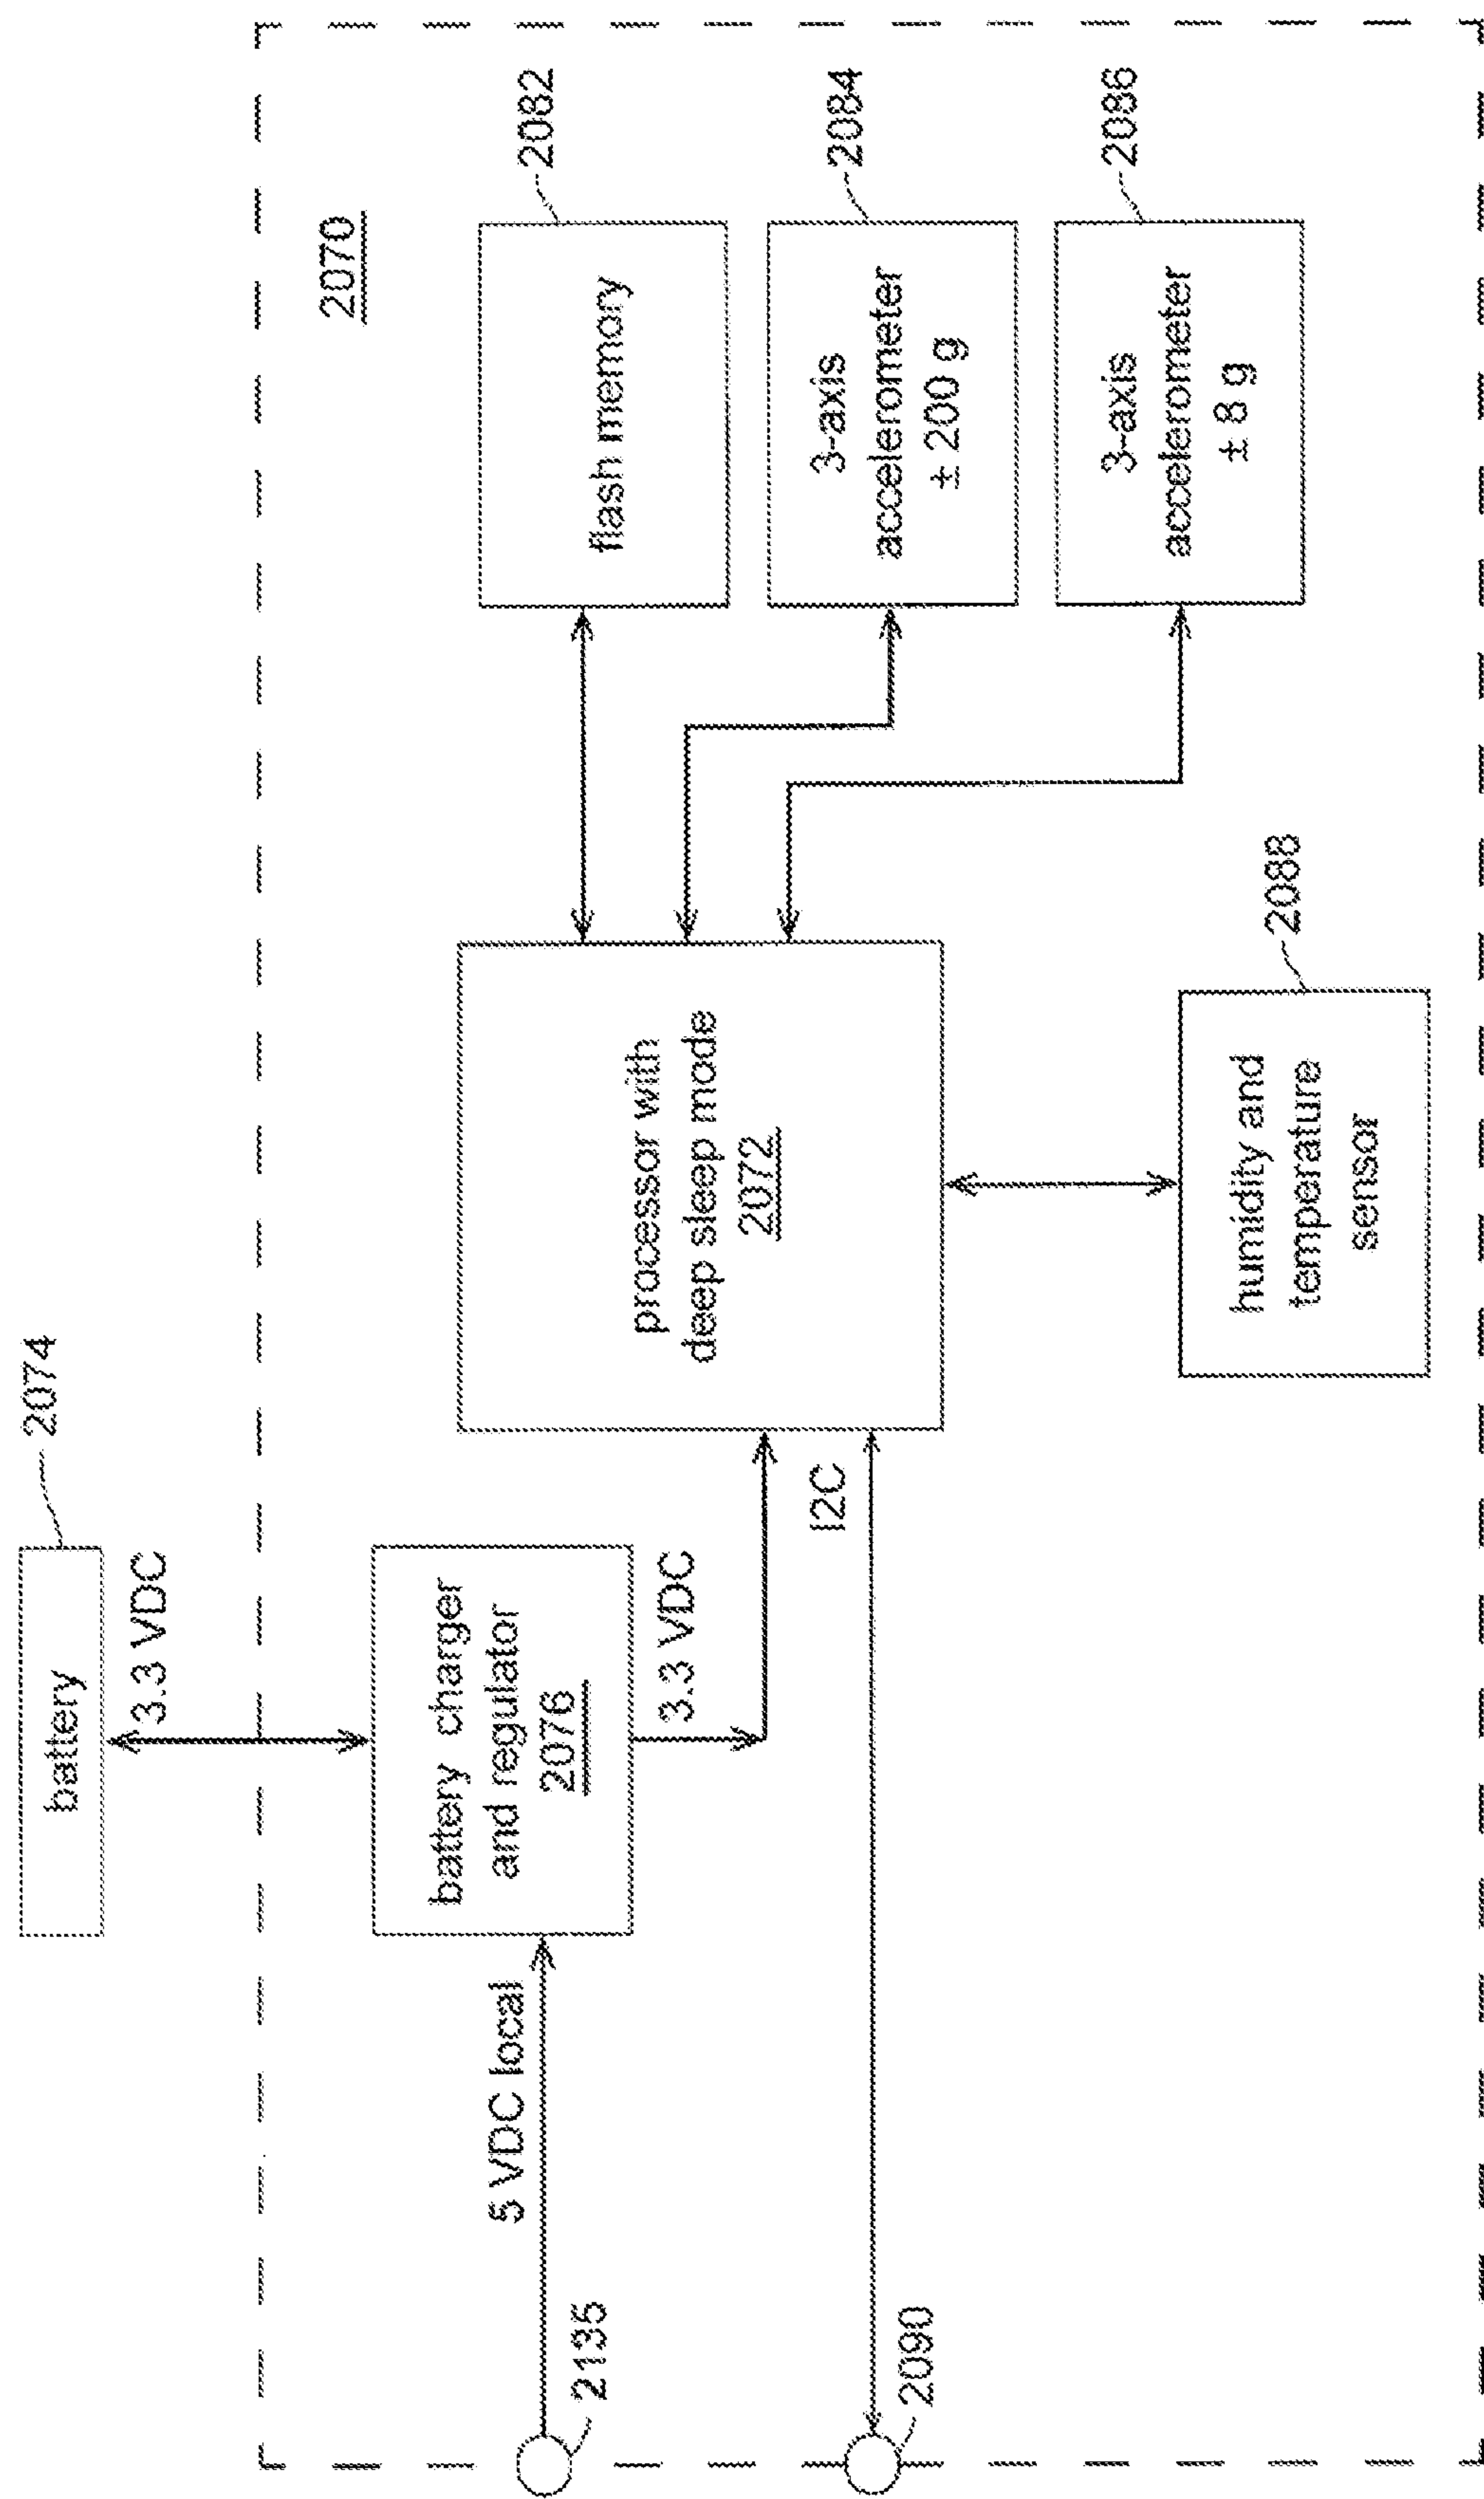 battery
2074
3.3 VDC
2070
battery charger
and regulator
2076
5 VDC local
2135
3.3 VDC
I2C
2090
processor with
deep sleep mode
2072
flash memory
2082
3-axis
accelerometer
± 200 g
2084
3-axis
accelerometer
± 8 g
2086
humidity and
temperature
sensor
2088